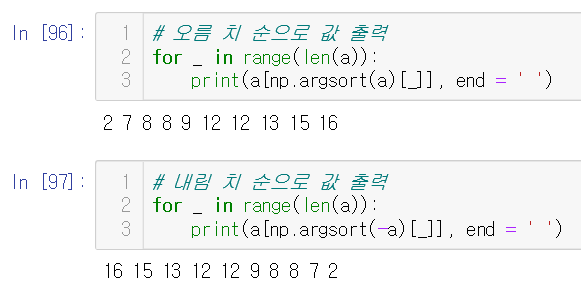 In [96]:
1 # 오름 치 순으로 값 출력
2 for _ in range(len(a)):
3     print(a[np.argsort(a)[_]], end = ' ')
2 7 8 8 9 12 12 13 15 16
In [97]:
1 # 내림 치 순으로 값 출력
2 for _ in range(len(a)):
3     print(a[np.argsort(-a)[_]], end = ' ')
16 15 13 12 12 9 8 8 7 2